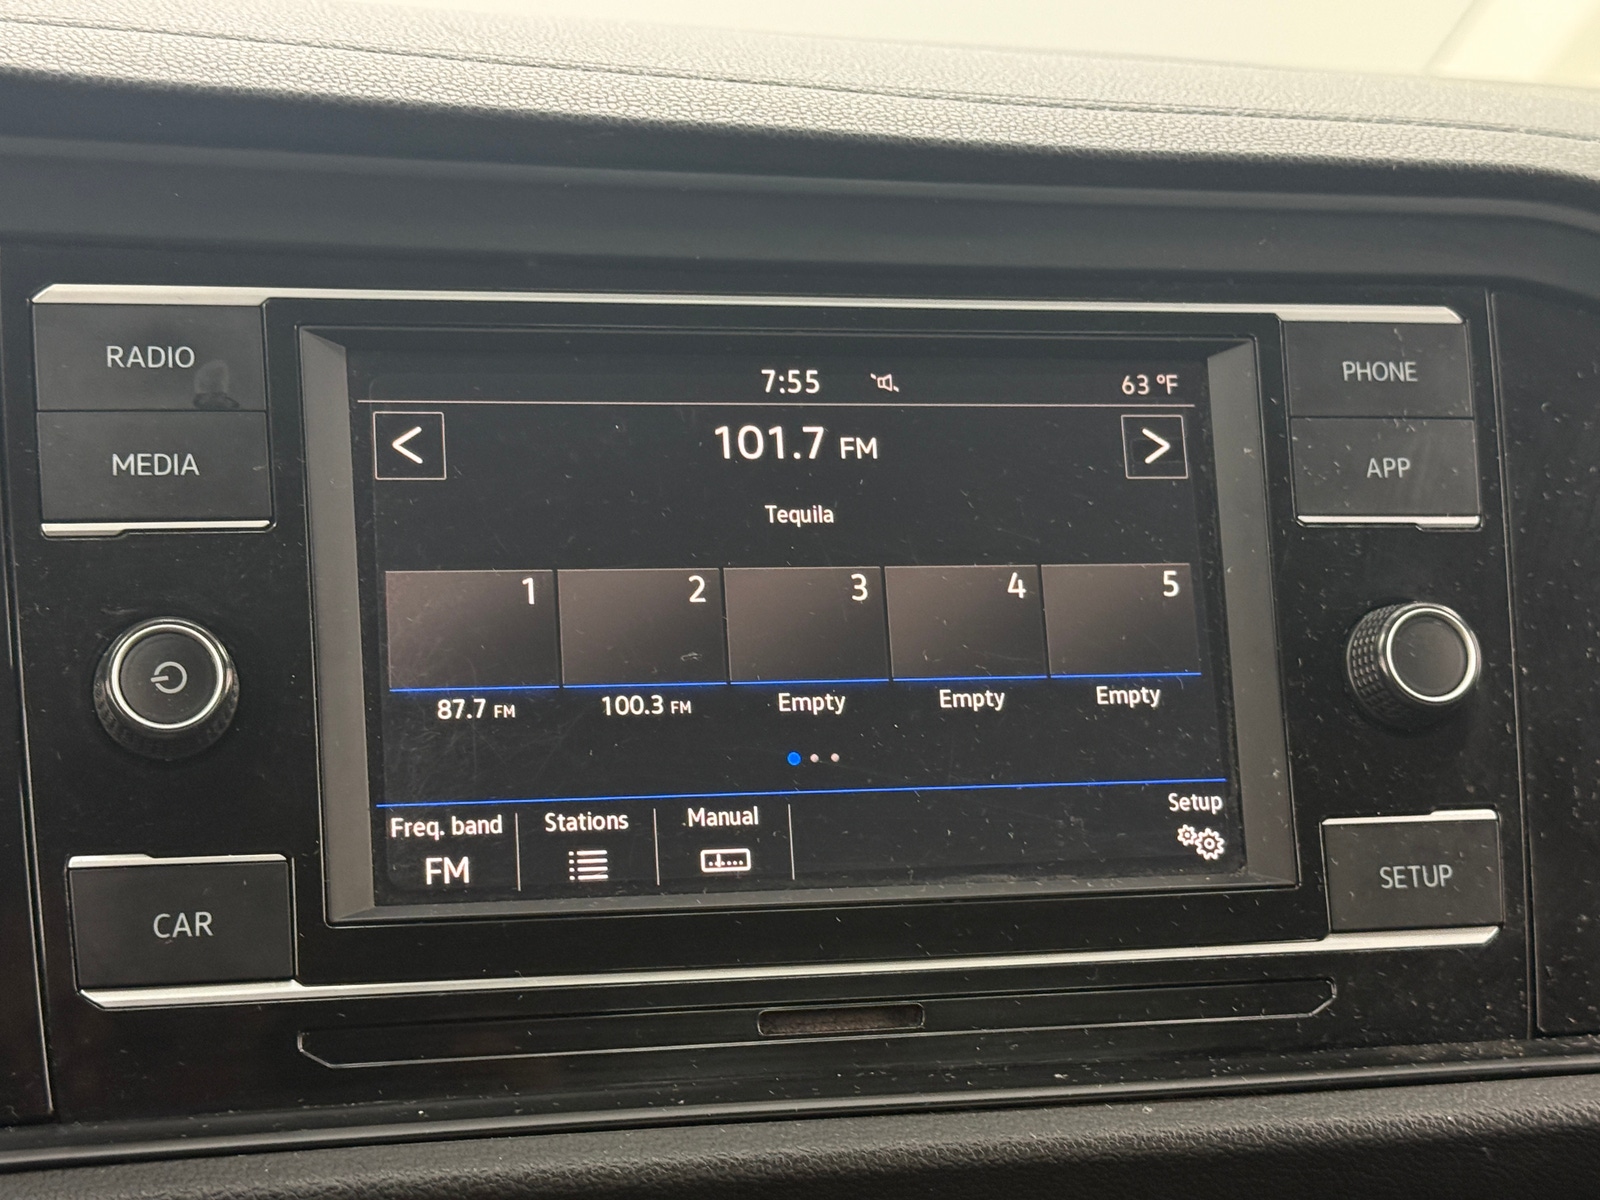 RADIO
MEDIA
CAR
7:55
63 °F
<
101.7 FM
>
Tequila
1
2
3
4
5
87.7 FM
100.3 FM
Empty
Empty
Empty
Freq. band
FM
Stations
Manual
Setup
PHONE
APP
SETUP